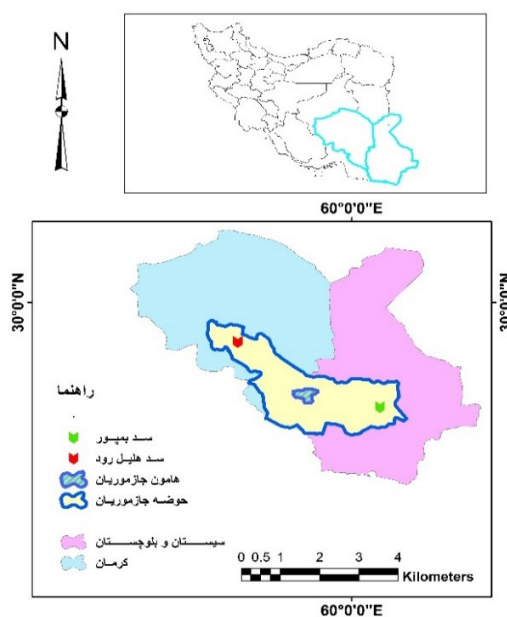 N
60°0'0"E
30°0'0"N
30°0'0"N
راهنما
سد بمپور
سد هلیل رود
هامون جازموریان
حوضه جازموریان
سیستان و بلوچستان
کرمان
0 0.5 1 2 3 4
Kilometers
60°0'0"E